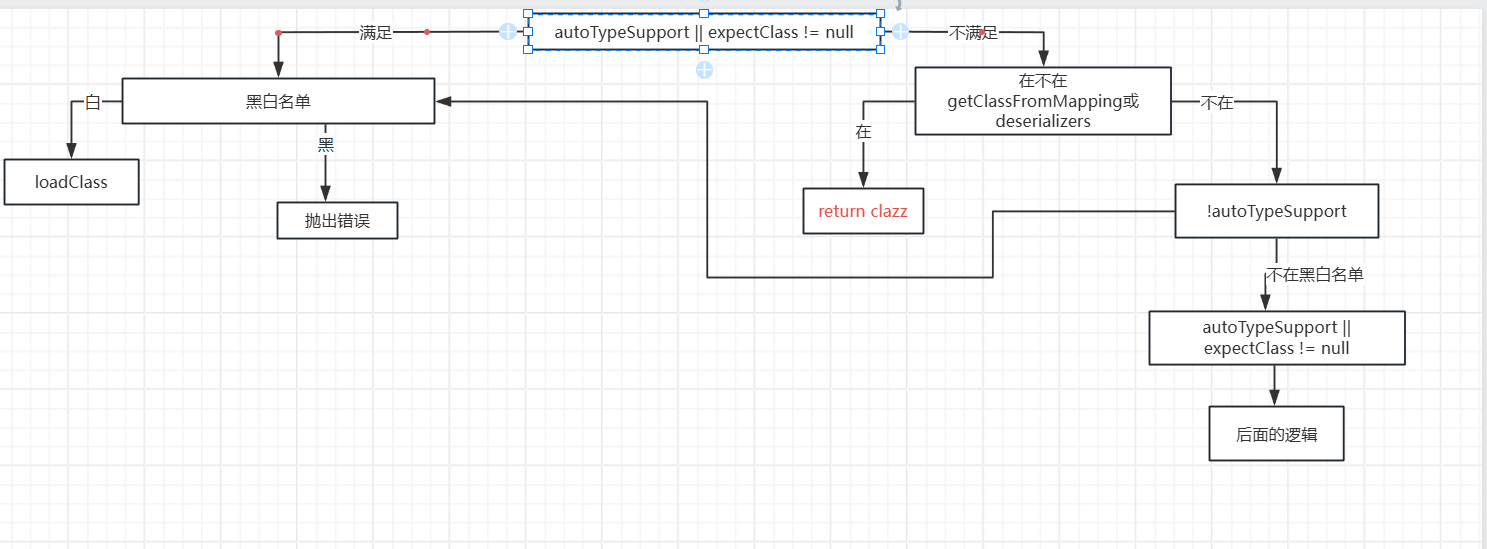 autoTypeSupport || expectClass != null
满足
不满足
黑白名单
白
黑
loadClass
抛出错误
在不在
getClassFromMapping或
deserializers
在
不在
return clazz
!autoTypeSupport
不在黑白名单
autoTypeSupport ||
expectClass != null
后面的逻辑